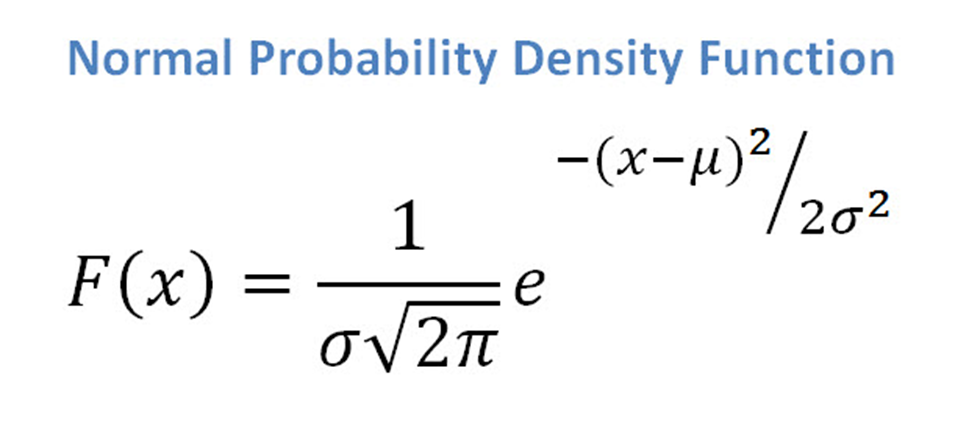 Normal Probability Density Function
F(x) = 1/(σ√2π) e^(−(x−μ)²/2σ²)